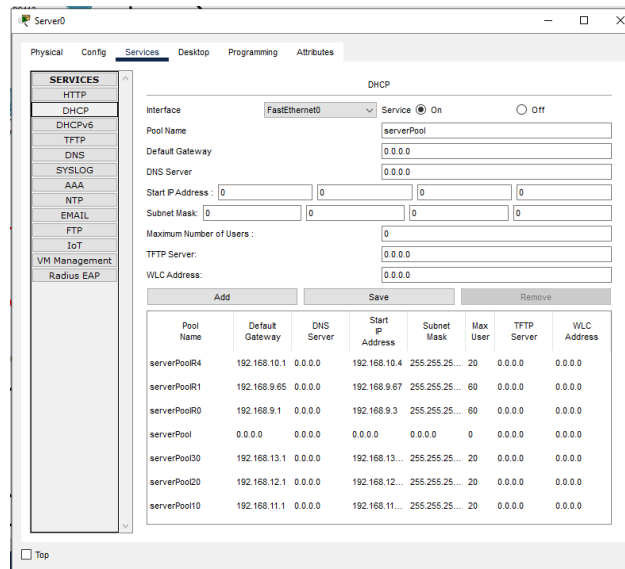 Server0
Physical Config Services Desktop Programming Attributes
SERVICES
HTTP
DHCP
DHCPv6
TFTP
DNS
SYSLOG
AAA
NTP
EMAIL
FTP
IoT
VM Management
Radius EAP
DHCP
Interface FastEthernet0 Service On Off
Pool Name serverPool
Default Gateway 0.0.0.0
DNS Server 0.0.0.0
Start IP Address : 0 0 0 0
Subnet Mask: 0 0 0 0
Maximum Number of Users : 0
TFTP Server: 0.0.0.0
WLC Address: 0.0.0.0
Add Save Remove
Pool Name Default Gateway DNS Server Start IP Address Subnet Mask Max User TFTP Server WLC Address
serverPoolR4 192.168.10.1 0.0.0.0 192.168.10.4 255.255.25... 20 0.0.0.0 0.0.0.0
serverPoolR1 192.168.9.65 0.0.0.0 192.168.9.67 255.255.25... 60 0.0.0.0 0.0.0.0
serverPoolR0 192.168.9.1 0.0.0.0 192.168.9.3 255.255.25... 60 0.0.0.0 0.0.0.0
serverPool 0.0.0.0 0.0.0.0 0.0.0.0 0.0.0.0 0 0.0.0.0 0.0.0.0
serverPool30 192.168.13.1 0.0.0.0 192.168.13... 255.255.25... 20 0.0.0.0 0.0.0.0
serverPool20 192.168.12.1 0.0.0.0 192.168.12... 255.255.25... 20 0.0.0.0 0.0.0.0
serverPool10 192.168.11.1 0.0.0.0 192.168.11... 255.255.25... 20 0.0.0.0 0.0.0.0
Top